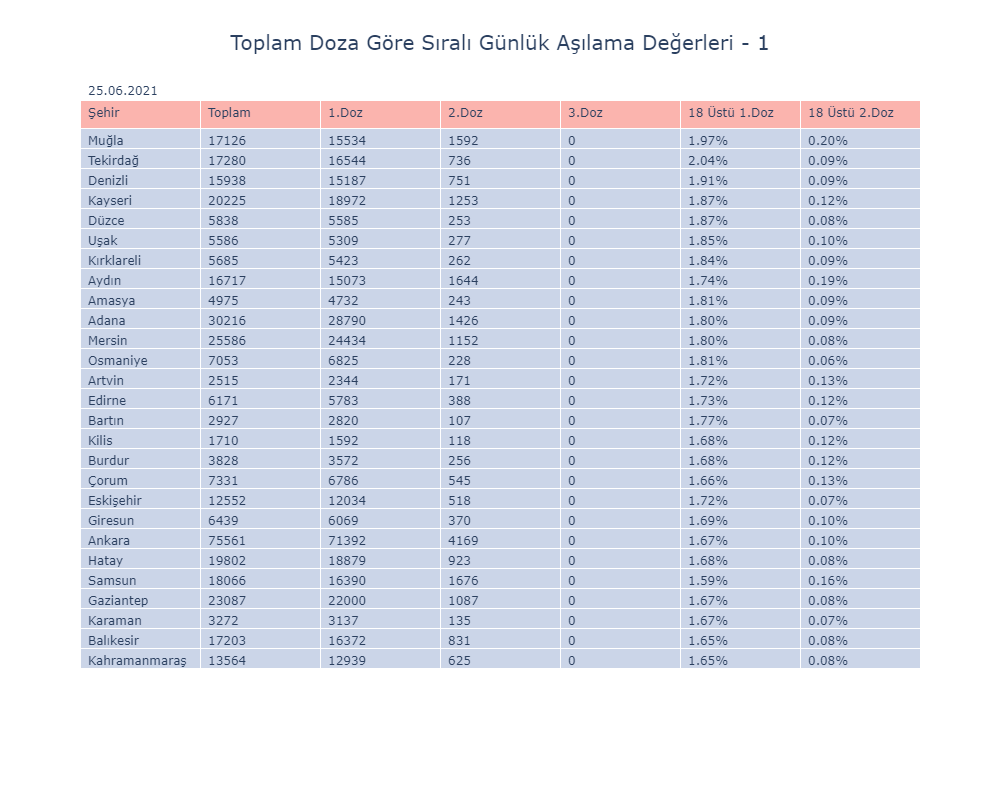 Toplam Doza Göre Sıralı Günlük Aşılama Değerleri - 1
25.06.2021
Şehir Toplam 1.Doz 2.Doz 3.Doz 18 Üstü 1.Doz 18 Üstü 2.Doz
Muğla 17126 15534 1592 0 1.97% 0.20%
Tekirdağ 17280 16544 736 0 2.04% 0.09%
Denizli 15938 15187 751 0 1.91% 0.09%
Kayseri 20225 18972 1253 0 1.87% 0.12%
Düzce 5838 5585 253 0 1.87% 0.08%
Uşak 5586 5309 277 0 1.85% 0.10%
Kırklareli 5685 5423 262 0 1.84% 0.09%
Aydın 16717 15073 1644 0 1.74% 0.19%
Amasya 4975 4732 243 0 1.81% 0.09%
Adana 30216 28790 1426 0 1.80% 0.09%
Mersin 25586 24434 1152 0 1.80% 0.08%
Osmaniye 7053 6825 228 0 1.81% 0.06%
Artvin 2515 2344 171 0 1.72% 0.13%
Edirne 6171 5783 388 0 1.73% 0.12%
Bartın 2927 2820 107 0 1.77% 0.07%
Kilis 1710 1592 118 0 1.68% 0.12%
Burdur 3828 3572 256 0 1.68% 0.12%
Çorum 7331 6786 545 0 1.66% 0.13%
Eskişehir 12552 12034 518 0 1.72% 0.07%
Giresun 6439 6069 370 0 1.69% 0.10%
Ankara 75561 71392 4169 0 1.67% 0.10%
Hatay 19802 18879 923 0 1.68% 0.08%
Samsun 18066 16390 1676 0 1.59% 0.16%
Gaziantep 23087 22000 1087 0 1.67% 0.08%
Karaman 3272 3137 135 0 1.67% 0.07%
Balıkesir 17203 16372 831 0 1.65% 0.08%
Kahramanmaraş 13564 12939 625 0 1.65% 0.08%